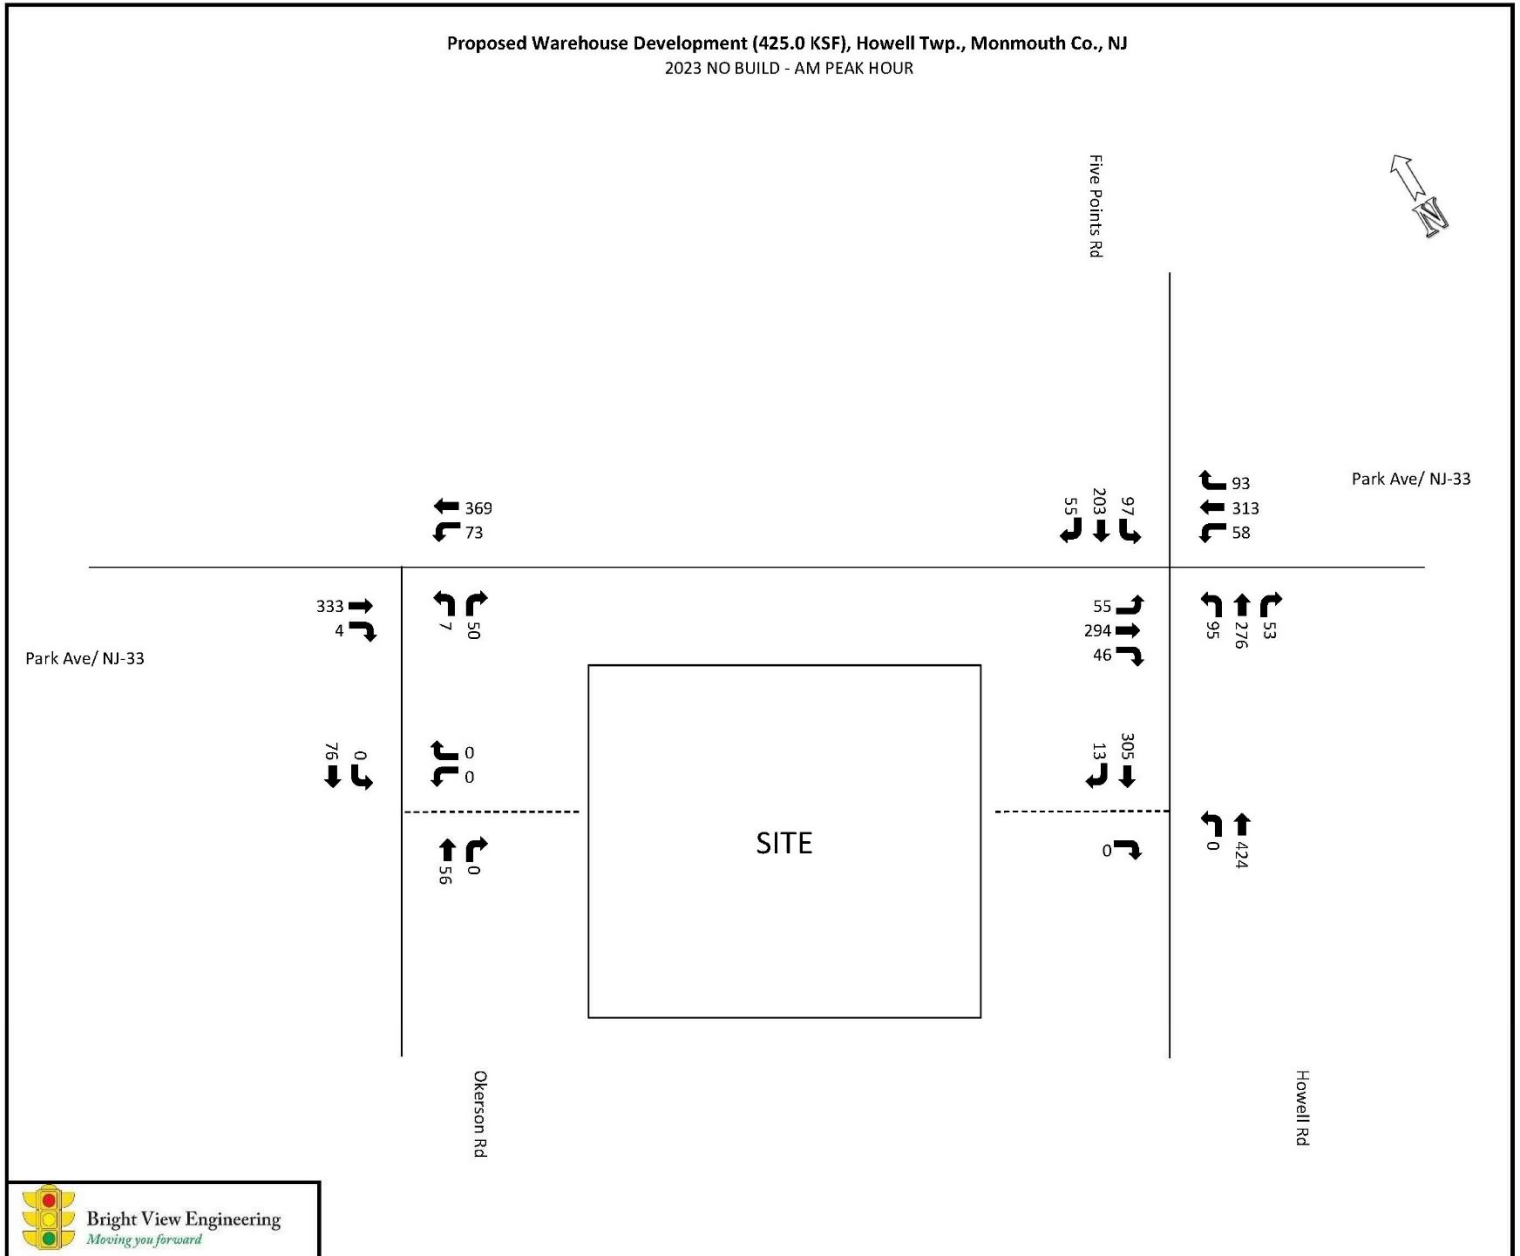 Proposed Warehouse Development (425.0 KSF), Howell Twp., Monmouth Co., NJ
2023 NO BUILD - AM PEAK HOUR
Five Points Rd
N
Park Ave/ NJ-33
93
313
58
55
203
97
369
73
333
4
7
50
55
294
46
95
276
53
Park Ave/ NJ-33
76
0
0
0
13
305
SITE
56
0
0
0
424
Okerson Rd
Howell Rd
Bright View Engineering
Moving you forward